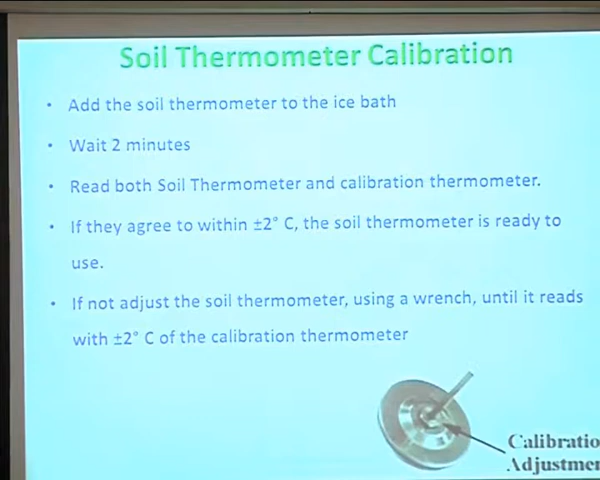 Soil Thermometer Calibration
• Add the soil thermometer to the ice bath
• Wait 2 minutes
• Read both Soil Thermometer and calibration thermometer.
• If they agree to within ±2° C, the soil thermometer is ready to
use.
• If not adjust the soil thermometer, using a wrench, until it reads
with ±2° C of the calibration thermometer
Calibratio
Adjustmen